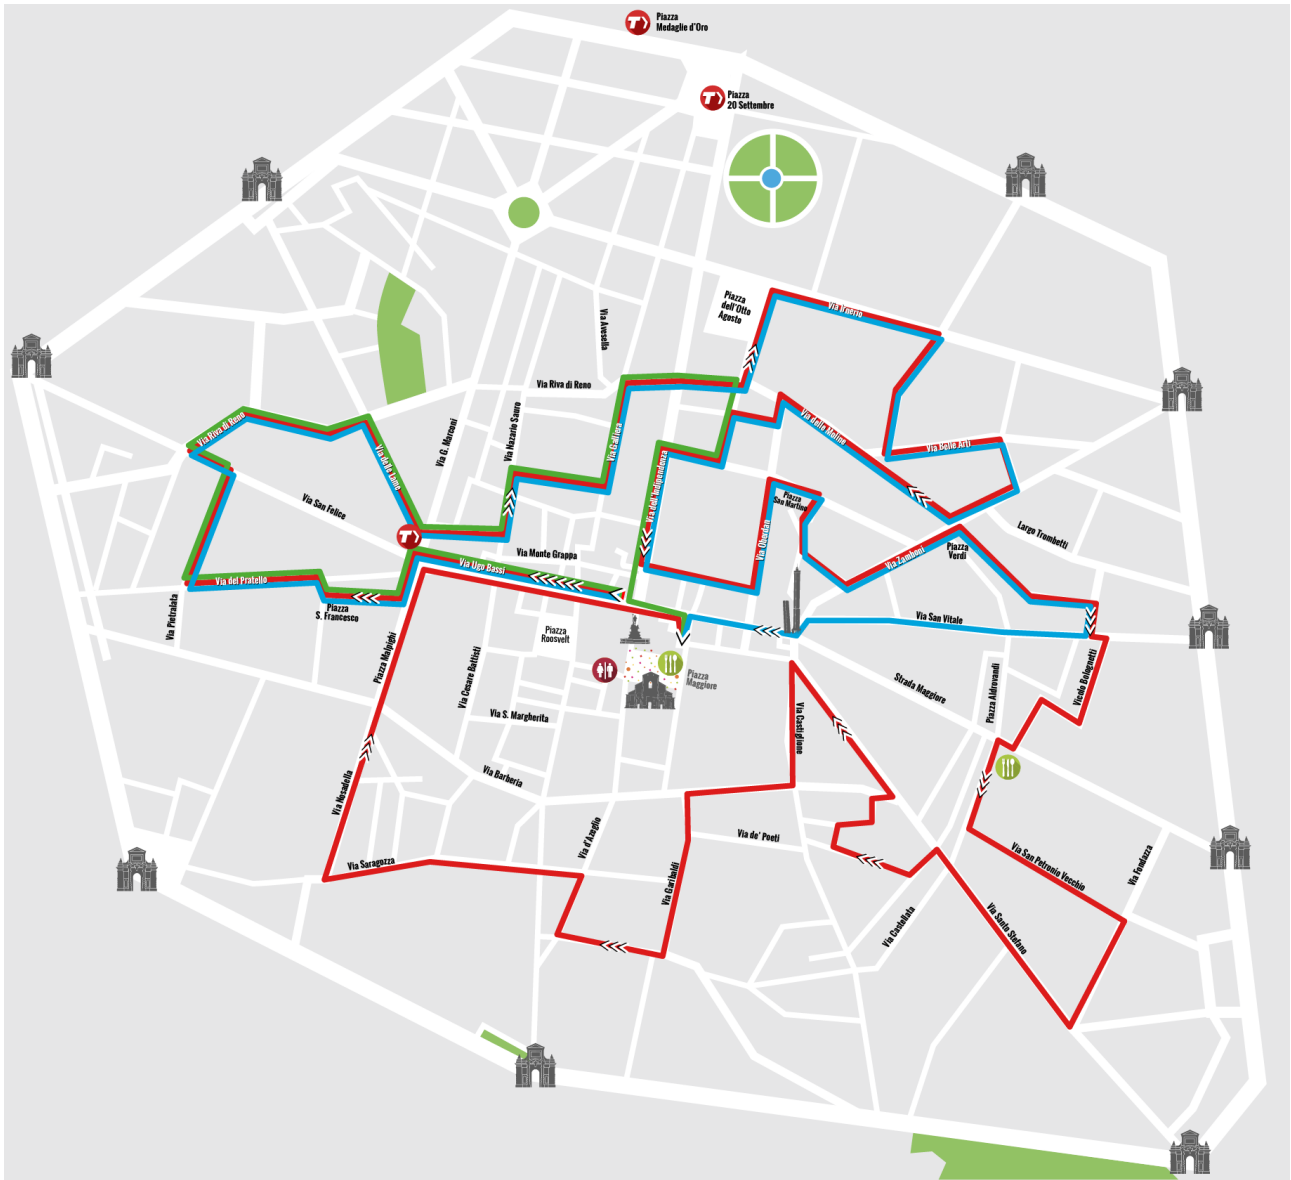 Piazza
Medaglie d'Oro
Piazza
20 Settembre
Piazza
dell'Otto
Agosto
Via Irnerio
Via Avesella
Via Riva di Reno
Via Riva di Reno
Via delle Lame
Via G. Marconi
Via Nazario Sauro
Via Galliera
Via delle Moline
Via Belle Arti
Via dell'Indipendenza
Piazza
San Martino
Via Oberdan
Via San Felice
Largo Trombetti
Piazza
Verdi
Via Zamboni
Via Monte Grappa
Via Ugo Bassi
Via del Pratello
Via Pietralata
Piazza
S. Francesco
Via San Vitale
Piazza
Roosvelt
Piazza Malpighi
Via Cesare Battisti
Piazza
Maggiore
Strada Maggiore
Piazza Aldrovandi
Vicolo Bolognetti
Via S. Margherita
Via Castiglione
Via Barberia
Via Nosadella
Via d'Azeglio
Via de' Poeti
Via Saragozza
Via Garibaldi
Via San Petronio Vecchio
Via Fondazza
Via Castellata
Via Santo Stefano